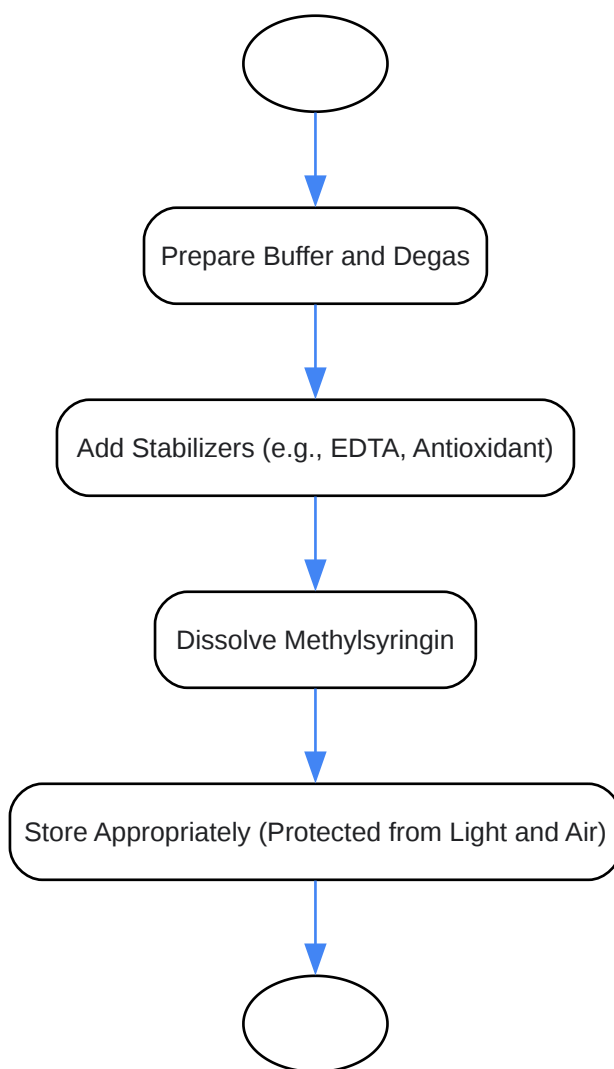 Prepare Buffer and Degas
Add Stabilizers (e.g., EDTA, Antioxidant)
Dissolve Methylsyringin
Store Appropriately (Protected from Light and Air)